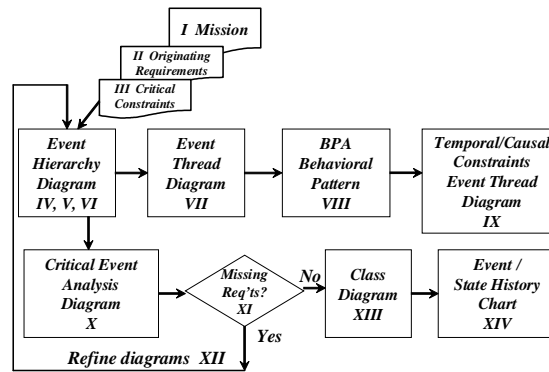 I Mission
II Originating
Requirements
III Critical
Constraints
Event
Hierarchy
Diagram
IV, V, VI
Event
Thread
Diagram
VII
BPA
Behavioral
Pattern
VIII
Temporal/Causal
Constraints
Event Thread
Diagram
IX
Critical Event
Analysis
Diagram
X
Missing
Req'ts?
XI
No
Yes
Class
Diagram
XIII
Event /
State History
Chart
XIV
Refine diagrams XII